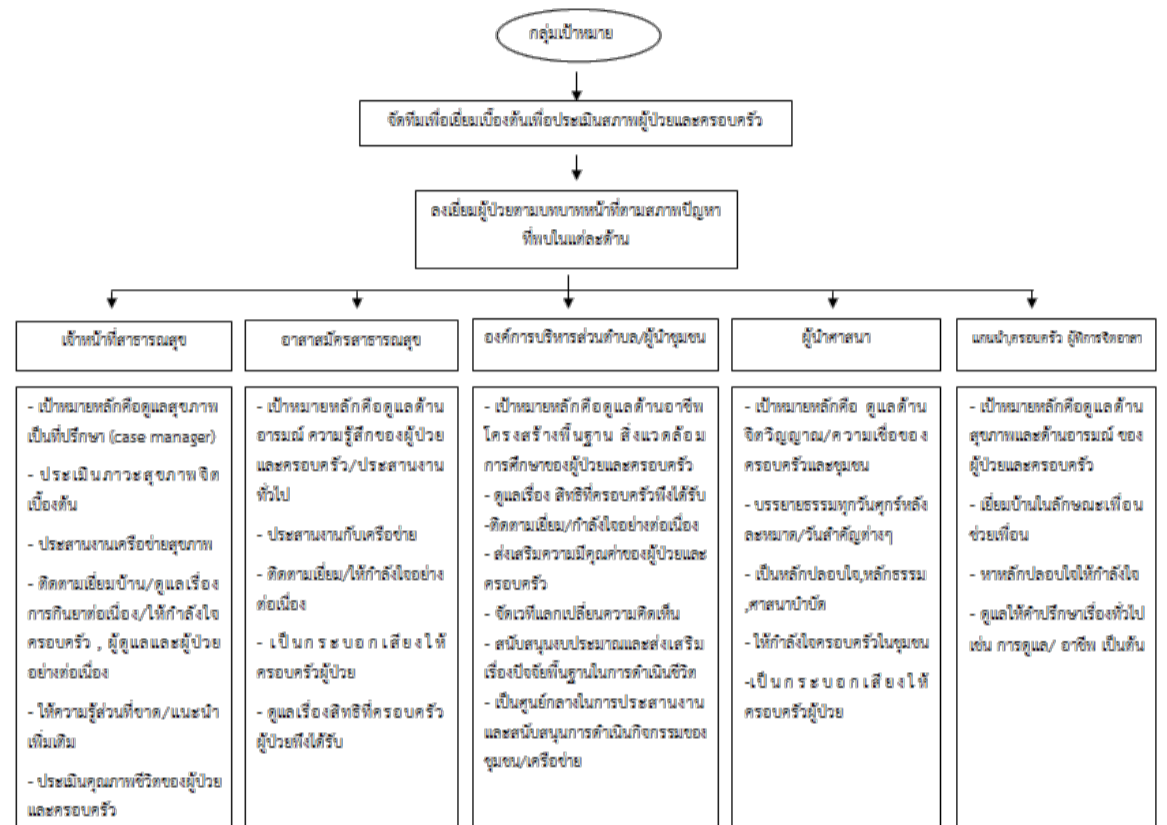 กลุ่มเป้าหมาย
จัดทีมเพื่อเยี่ยมเบื้องต้นเพื่อประเมินสภาพผู้ป่วยและครอบครัว
ลงเยี่ยมผู้ป่วยตามบทบาทหน้าที่ตามสภาพปัญหา
ที่พบในแต่ละด้าน
เจ้าหน้าที่สาธารณสุข
- เป้าหมายหลักคือดูแลสุขภาพ
เป็นที่ปรึกษา (case manager)
- ประเมินภาวะสุขภาพจิต
เบื้องต้น
- ประสานงานเครือข่ายสุขภาพ
- ติดตามเยี่ยมบ้าน/ดูแลเรื่อง
การกินยาต่อเนื่อง/ให้กำลังใจ
ครอบครัว , ผู้ดูแลและผู้ป่วย
อย่างต่อเนื่อง
- ให้ความรู้ส่วนที่ขาด/แนะนำ
เพิ่มเติม
- ประเมินคุณภาพชีวิตของผู้ป่วย
และครอบครัว
อาสาสมัครสาธารณสุข
- เป้าหมายหลักคือดูแลด้าน
อารมณ์ ความรู้สึกของผู้ป่วย
และครอบครัว/ประสานงาน
ทั่วไป
- ประสานงานกับเครือข่าย
- ติดตามเยี่ยม/ให้กำลังใจอย่าง
ต่อเนื่อง
- เป็นกระบอกเสียงให้
ครอบครัวผู้ป่วย
- ดูแลเรื่องสิทธิที่ครอบครัว
ผู้ป่วยพึงได้รับ
องค์การบริหารส่วนตำบล/ผู้นำชุมชน
- เป้าหมายหลักคือดูแลด้านอาชีพ
โครงสร้างพื้นฐาน สิ่งแวดล้อม
การศึกษาของผู้ป่วยและครอบครัว
- ดูแลเรื่อง สิทธิที่ครอบครัวพึงได้รับ
-ติดตามเยี่ยม/กำลังใจอย่างต่อเนื่อง
- ส่งเสริมความมีคุณค่าของผู้ป่วยและ
ครอบครัว
- จัดเวทีแลกเปลี่ยนความคิดเห็น
- สนับสนุนงบประมาณและส่งเสริม
เรื่องปัจจัยพื้นฐานในการดำเนินชีวิต
- เป็นศูนย์กลางในการประสานงาน
และสนับสนุนการดำเนินกิจกรรมของ
ชุมชน/เครือข่าย
ผู้นำศาสนา
- เป้าหมายหลักคือ ดูแลด้าน
จิตวิญญาณ/ความเชื่อของ
ครอบครัวและชุมชน
- บรรยายธรรมทุกวันศุกร์หลัง
ละหมาด/วันสำคัญต่างๆ
- เป็นหลักปลอบใจ,หลักธรรม
,ศาสนาบำบัด
- ให้กำลังใจครอบครัวในชุมชน
-เป็นกระบอกเสียงให้
ครอบครัวผู้ป่วย
แกนนำ,ครอบครัว ผู้พิการจิตอาสา
- เป้าหมายหลักคือดูแลด้าน
สุขภาพและด้านอารมณ์ ของ
ผู้ป่วยและครอบครัว
- เยี่ยมบ้านในลักษณะเพื่อน
ช่วยเพื่อน
- หาหลักปลอบใจให้กำลังใจ
- ดูแลให้คำปรึกษาเรื่องทั่วไป
เช่น การดูแล/ อาชีพ เป็นต้น